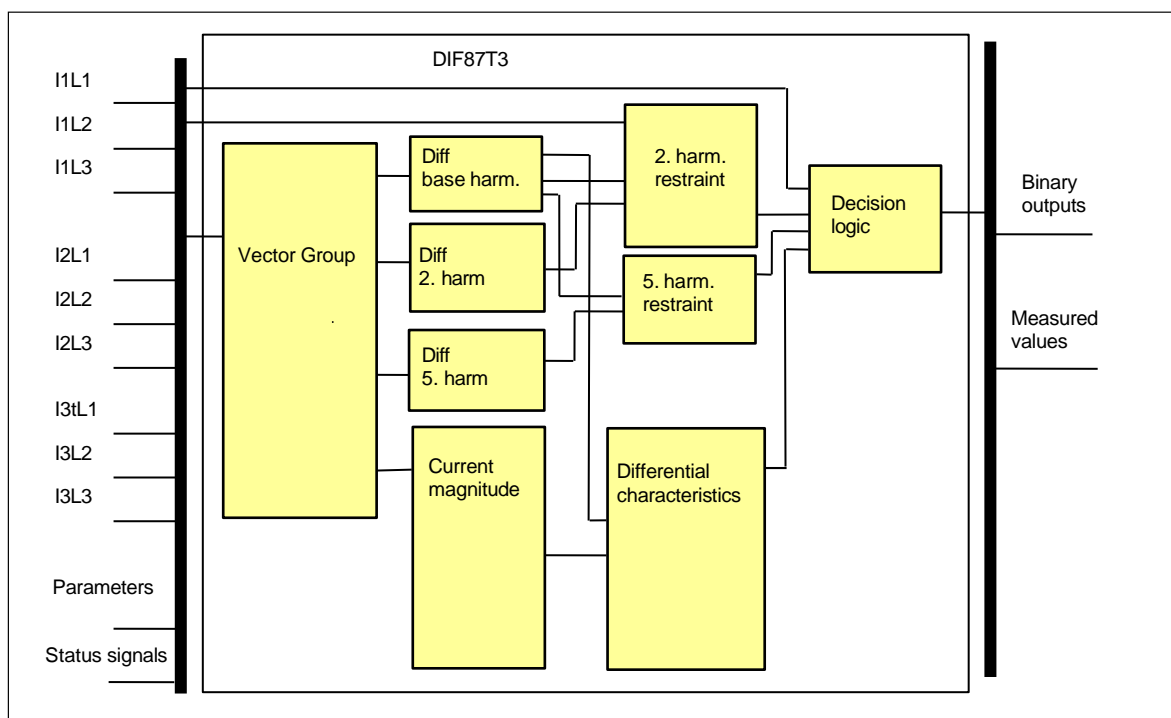 DIF87T3
I1L1
I1L2
I1L3
I2L1
I2L2
I2L3
I3tL1
I3L2
I3L3
Parameters
Status signals
Vector Group
Diff
base harm.
Diff
2. harm
Diff
5. harm
Current
magnitude
2. harm.
restraint
5. harm.
restraint
Differential
characteristics
Decision
logic
Binary
outputs
Measured
values